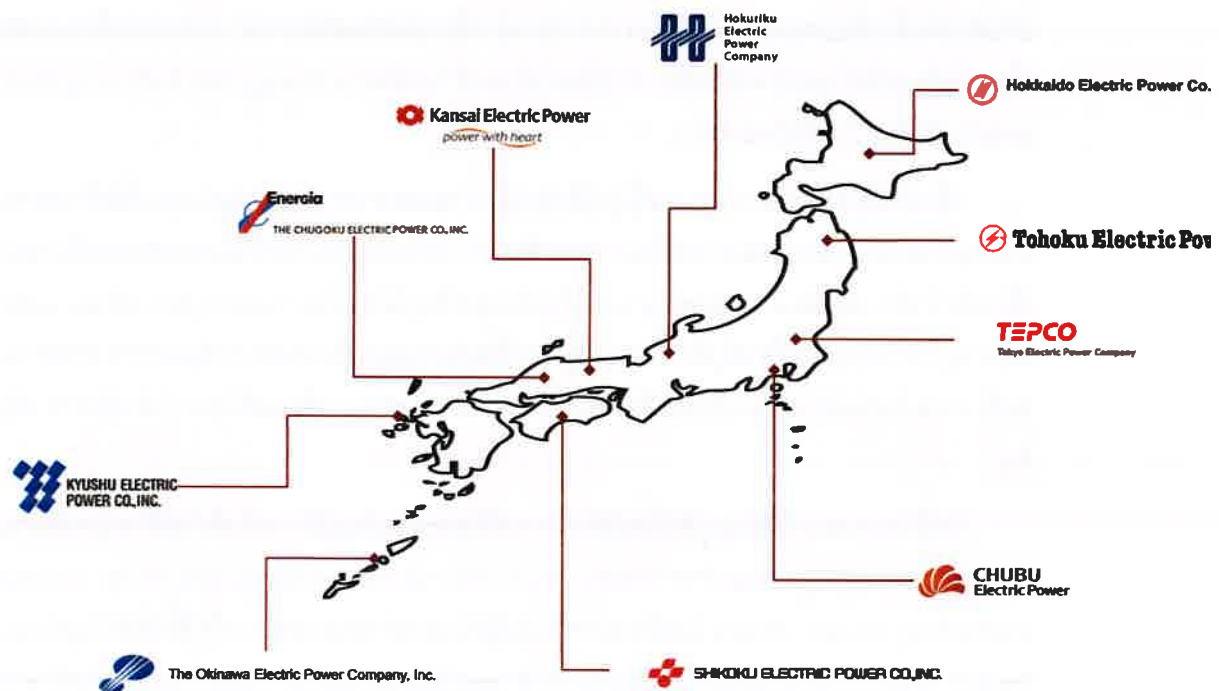 Hokuriku
Electric
Power
Company
Hokkaido Electric Power Co.
Kansai Electric Power
power with heart
Energia
THE CHUGOKU ELECTRIC POWER CO., INC.
Tohoku Electric Pow
TEPCO
Tokyo Electric Power Company
KYUSHU ELECTRIC
POWER CO., INC.
CHUBU
Electric Power
The Okinawa Electric Power Company, Inc.
SHIKOKU ELECTRIC POWER CO., INC.